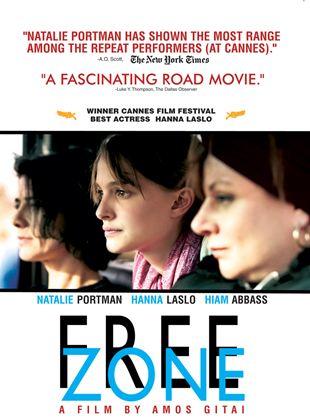 "NATALIE PORTMAN HAS SHOWN THE MOST RANGE
AMONG THE REPEAT PERFORMERS (AT CANNES)."
-A.O. Scott, The New York Times
"A FASCINATING ROAD MOVIE."
-Luke Y. Thompson, The Dallas Observer
WINNER CANNES FILM FESTIVAL
BEST ACTRESS HANNA LASLO
NATALIE PORTMAN HANNA LASLO HIAM ABBASS
FREE
ZONE
A FILM BY AMOS GITAI